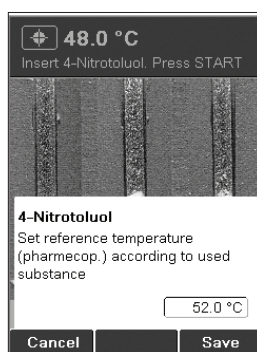 48.0 °C
Insert 4-Nitrotoluol. Press START
4-Nitrotoluol
Set reference temperature
(pharmecop.) according to used
substance
52.0 °C
Cancel Save